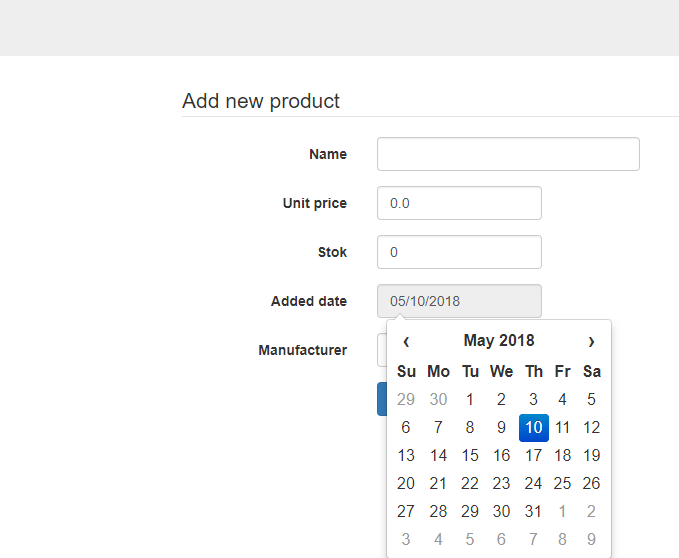 Add new product
Name
Unit price 0.0
Stok 0
Added date 05/10/2018
Manufacturer
‹ May 2018 ›
Su Mo Tu We Th Fr Sa
29 30 1 2 3 4 5
6 7 8 9 10 11 12
13 14 15 16 17 18 19
20 21 22 23 24 25 26
27 28 29 30 31 1 2
3 4 5 6 7 8 9